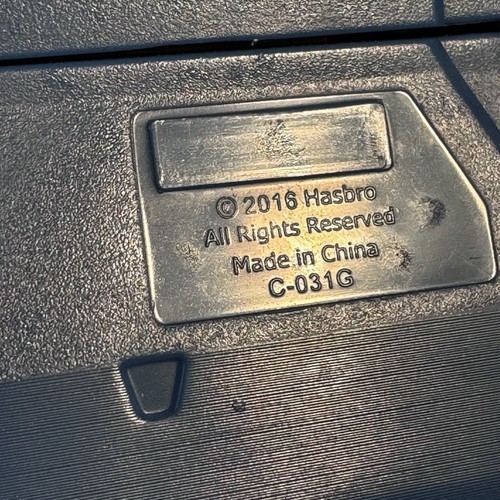 © 2016 Hasbro
All Rights Reserved
Made in China
C-031G